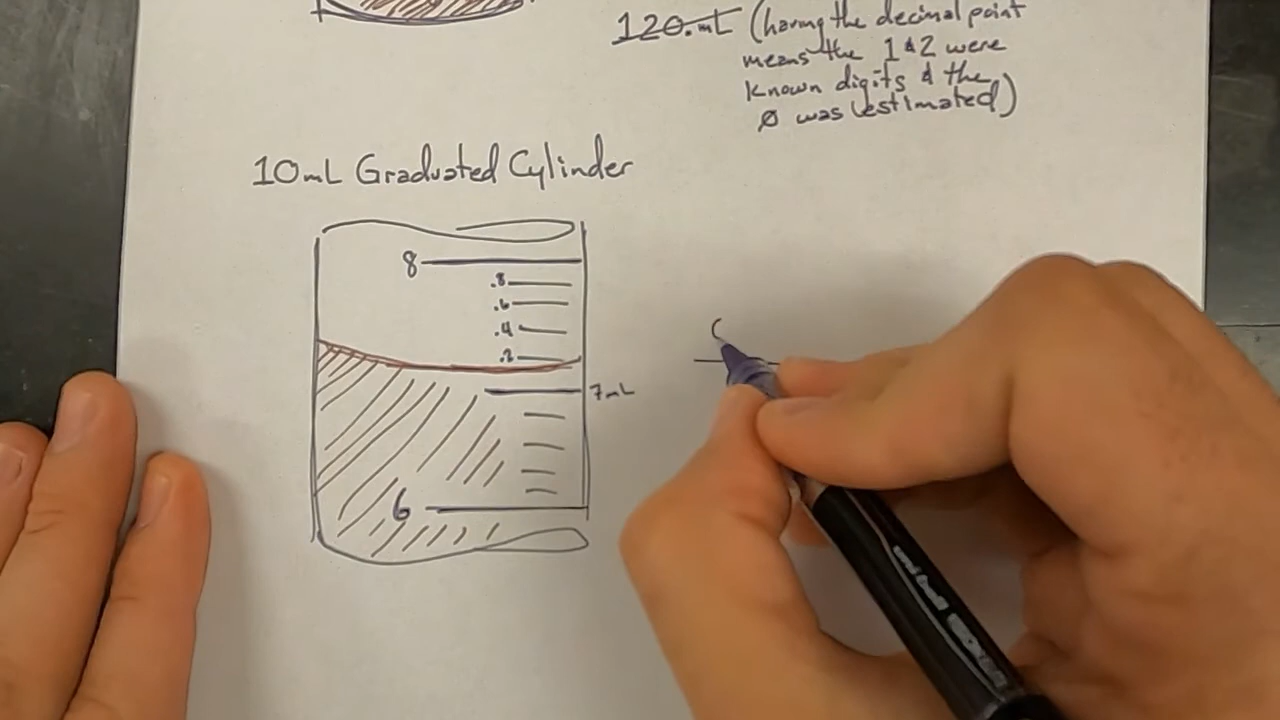 120.mL (having the decimal point
means the 1 & 2 were
known digits & the
0 was (estimated)
10mL Graduated Cylinder
8
.8
.6
.4
.2
7mL
6